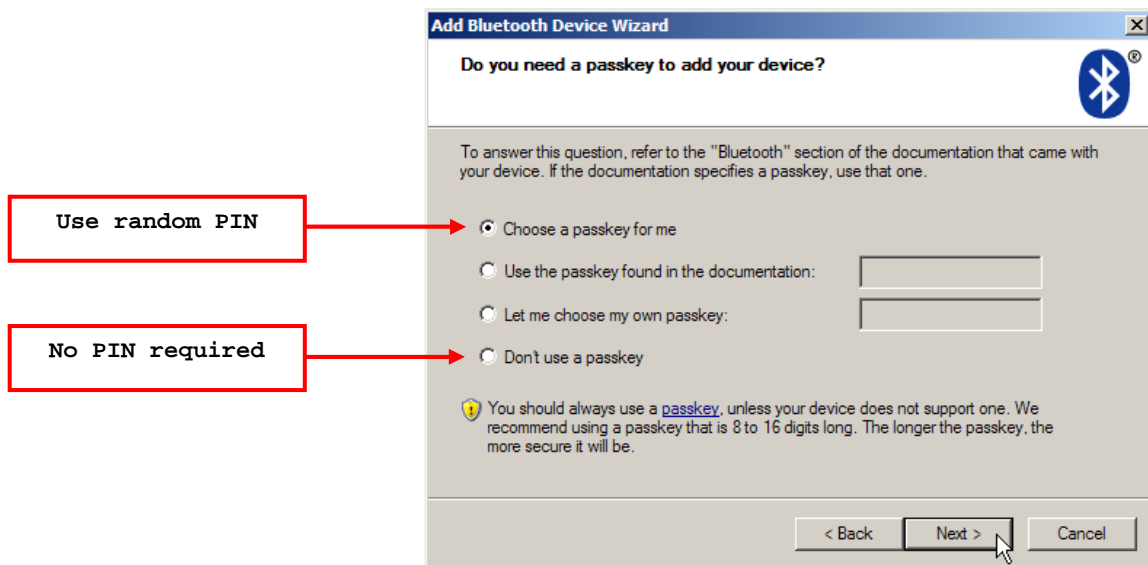 Add Bluetooth Device Wizard
Do you need a passkey to add your device?
®
To answer this question, refer to the "Bluetooth" section of the documentation that came with
your device. If the documentation specifies a passkey, use that one.
Use random PIN
Choose a passkey for me
Use the passkey found in the documentation:
Let me choose my own passkey:
No PIN required
Don't use a passkey
You should always use a passkey, unless your device does not support one. We
recommend using a passkey that is 8 to 16 digits long. The longer the passkey, the
more secure it will be.
< Back
Next >
Cancel